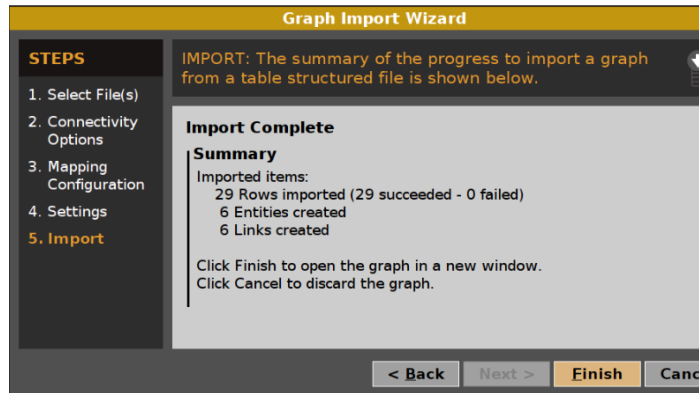 Graph Import Wizard
STEPS
1. Select File(s)
2. Connectivity
Options
3. Mapping
Configuration
4. Settings
5. Import
IMPORT: The summary of the progress to import a graph
from a table structured file is shown below.
Import Complete
Summary
Imported items:
29 Rows imported (29 succeeded - 0 failed)
6 Entities created
6 Links created
Click Finish to open the graph in a new window.
Click Cancel to discard the graph.
< Back Next > Finish Canc